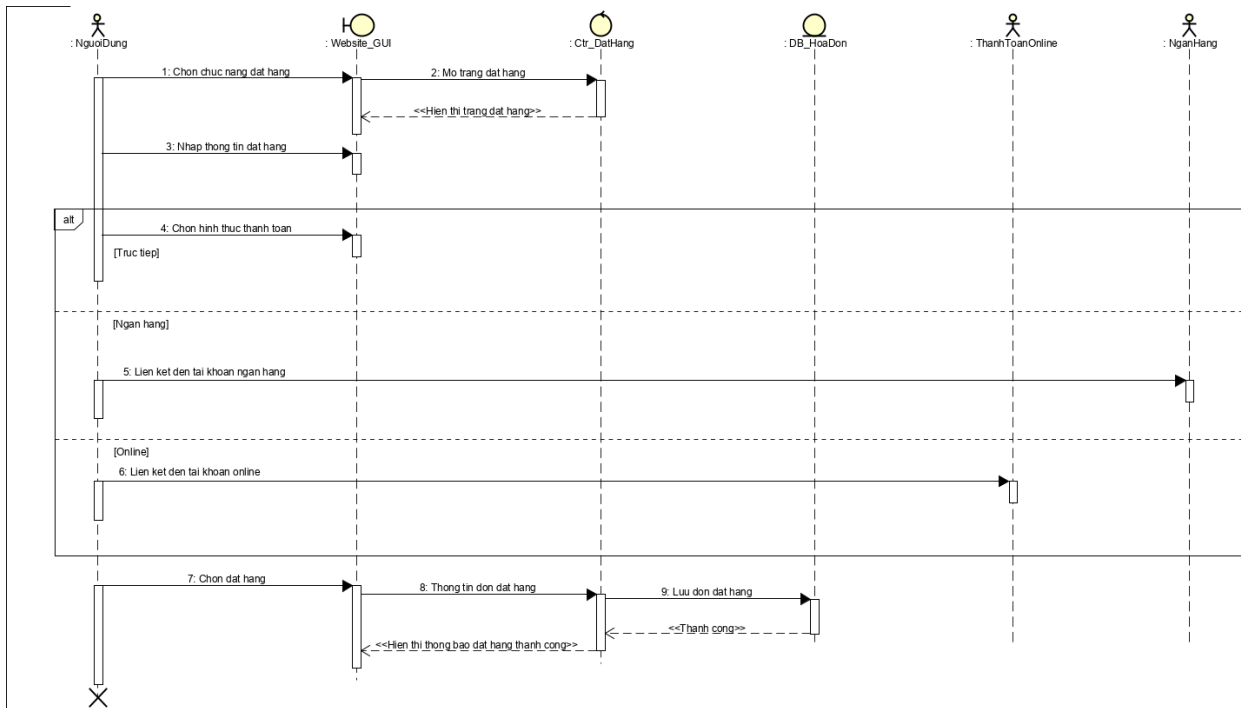 : NguoiDung
: Website_GUI
: Ctr_DatHang
: DB_HoaDon
: ThanhToanOnline
: NganHang
1: Chon chuc nang dat hang
2: Mo trang dat hang
<<Hien thi trang dat hang>>
3: Nhap thong tin dat hang
alt
4: Chon hinh thuc thanh toan
[Truc tiep]
[Ngan hang]
5: Lien ket den tai khoan ngan hang
[Online]
6: Lien ket den tai khoan online
7: Chon dat hang
8: Thong tin don dat hang
9: Luu don dat hang
<<Thanh cong>>
<<Hien thi thong bao dat hang thanh cong>>